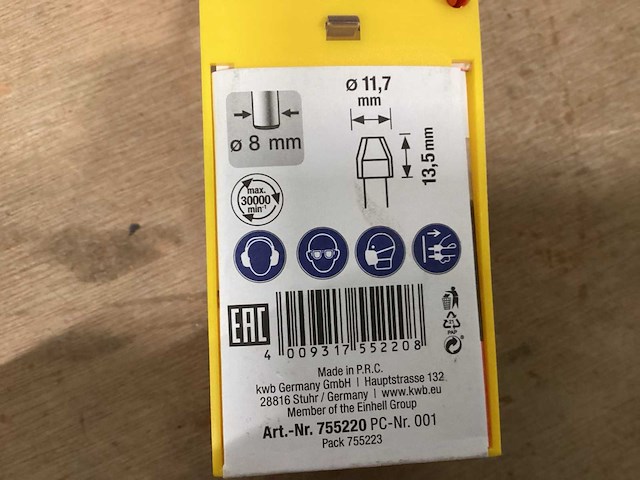 ø 11,7
mm
ø 8 mm
13,5 mm
max.
30000
min⁻¹
EAC
4 009317 552208
21
PAP
Made in P.R.C.
kwb Germany GmbH | Hauptstrasse 132
28816 Stuhr / Germany | www.kwb.eu
Member of the Einhell Group
Art.-Nr. 755220 PC-Nr. 001
Pack 755223